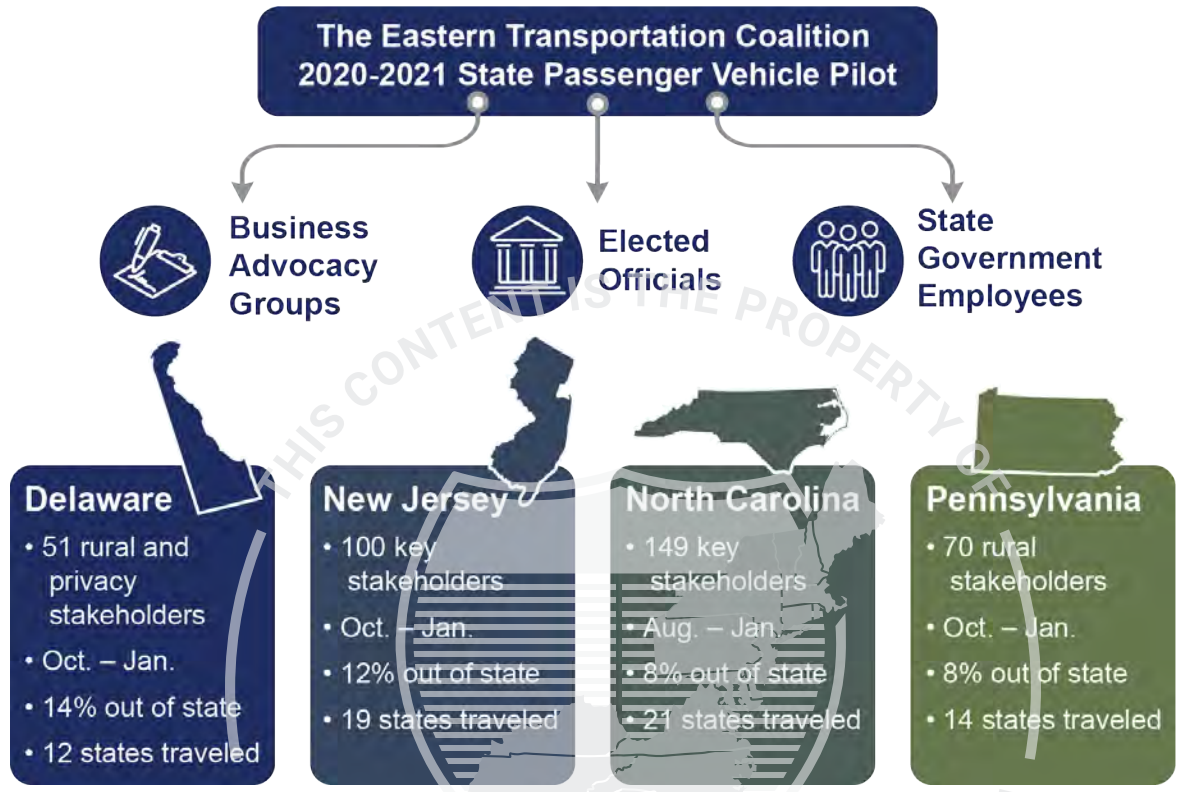 The Eastern Transportation Coalition
2020-2021 State Passenger Vehicle Pilot
Business
Advocacy
Groups
Elected
Officials
State
Government
Employees
THIS CONTENT IS THE PROPERTY OF
Delaware
• 51 rural and
privacy
stakeholders
• Oct. – Jan.
• 14% out of state
• 12 states traveled
New Jersey
• 100 key
stakeholders
• Oct. – Jan.
• 12% out of state
• 19 states traveled
North Carolina
• 149 key
stakeholders
• Aug. – Jan.
• 8% out of state
• 21 states traveled
Pennsylvania
• 70 rural
stakeholders
• Oct. – Jan.
• 8% out of state
• 14 states traveled